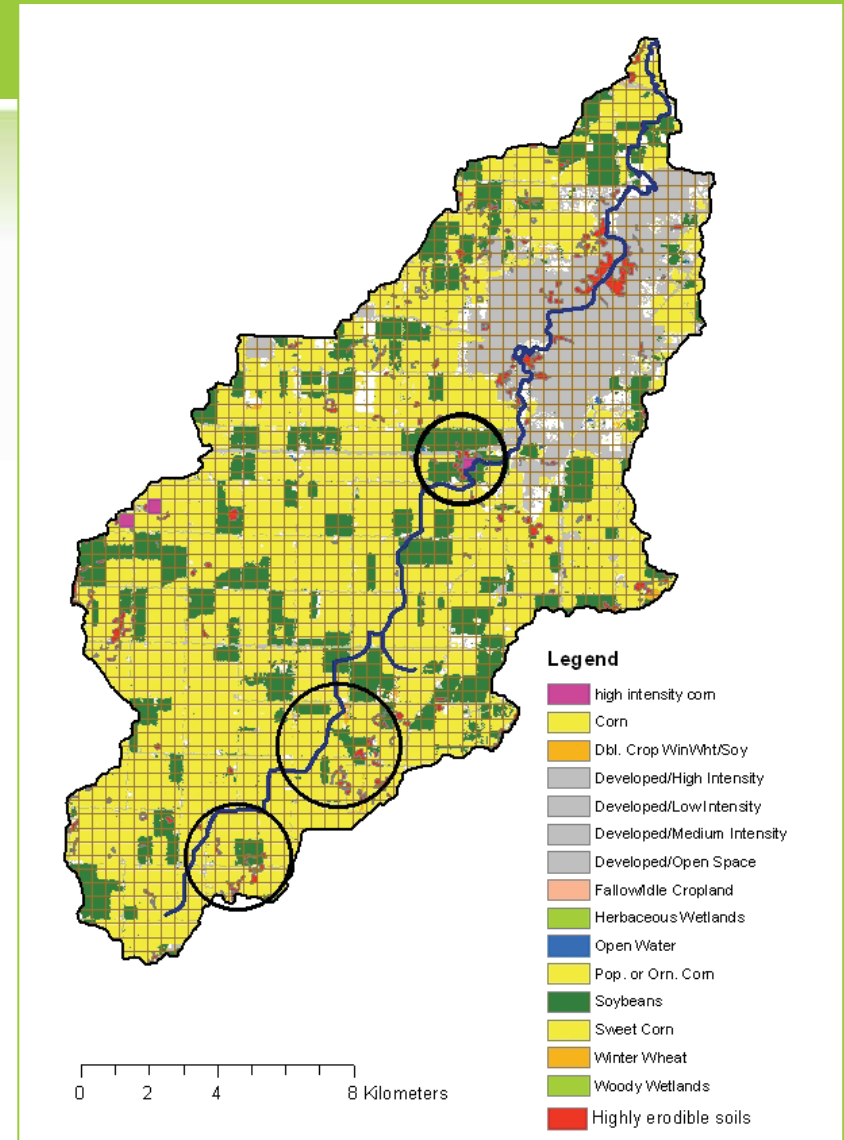 Legend
high intensity corn
Corn
Dbl. Crop WinWht/Soy
Developed/High Intensity
Developed/Low Intensity
Developed/Medium Intensity
Developed/Open Space
Fallow/Idle Cropland
Herbaceous Wetlands
Open Water
Pop. or Orn. Corn
Soybeans
Sweet Corn
Winter Wheat
Woody Wetlands
Highly erodible soils
0 2 4 8 Kilometers